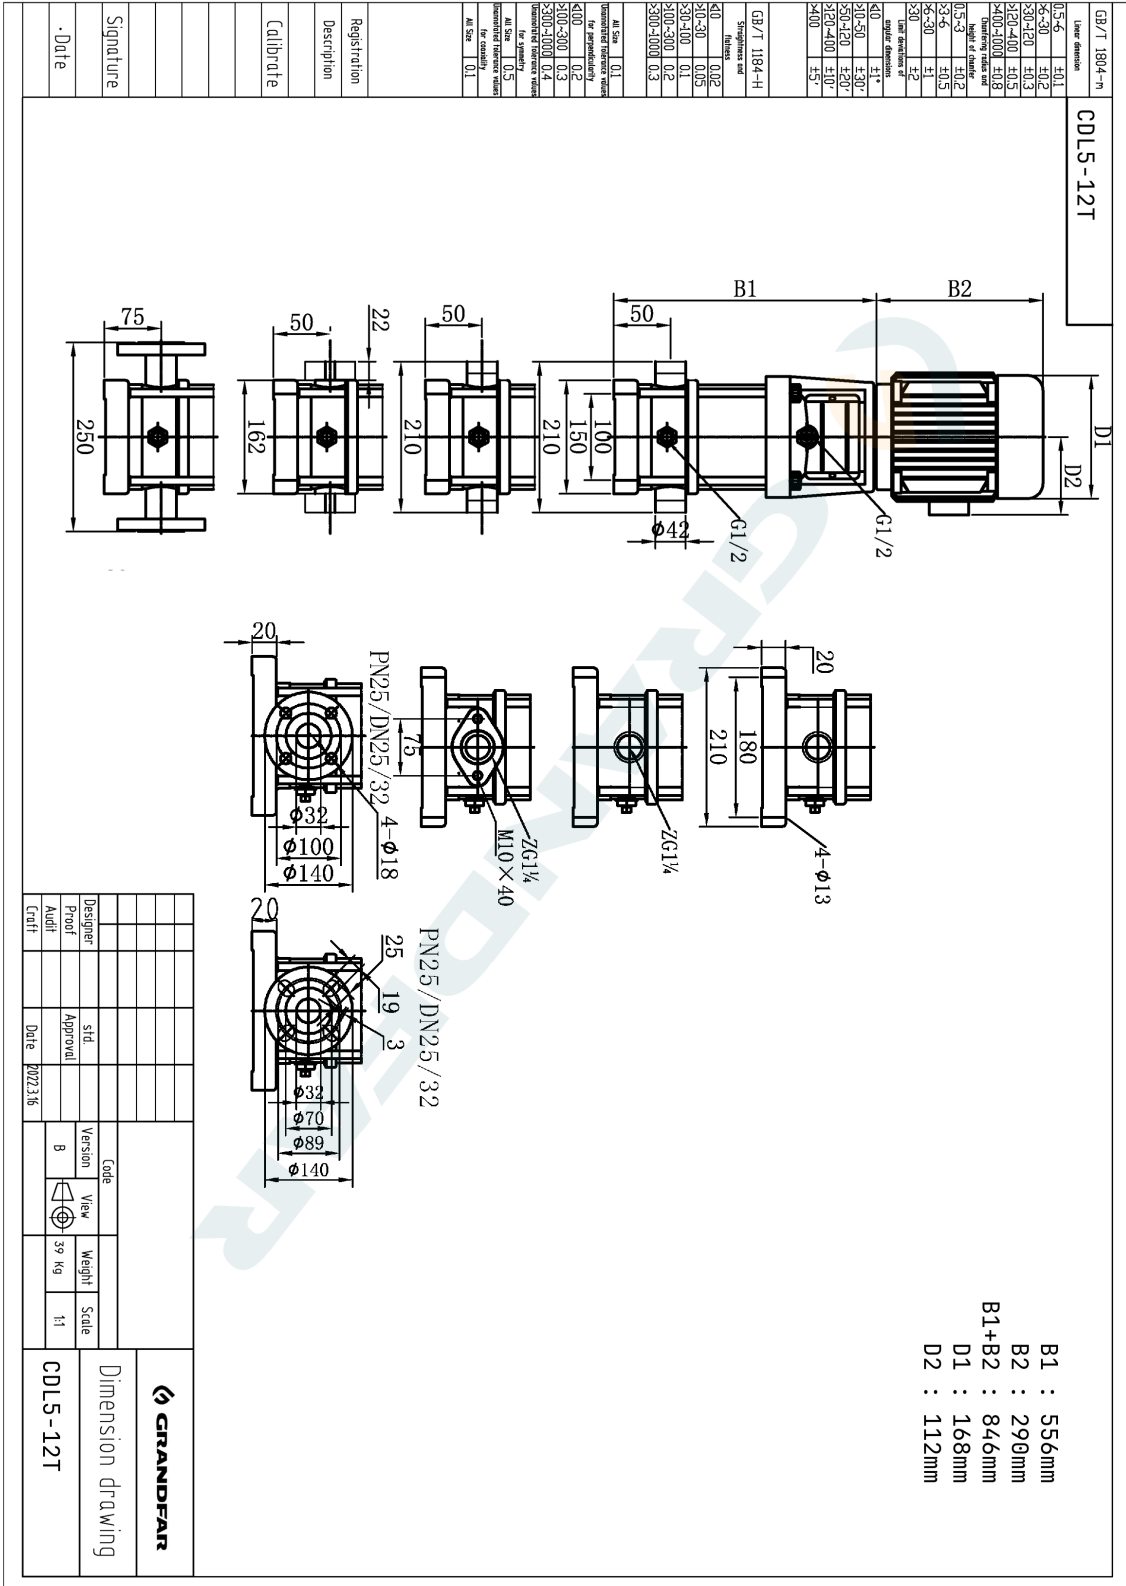 GB/T 1804-m
Linear dimension
0.5~6 ±0.1
>6~30 ±0.2
>30~120 ±0.3
>120~400 ±0.5
>400~1000 ±0.8
Chamfering radius and
height of chamfer
0.5~3 ±0.2
>3~6 ±0.5
>6~30 ±1
>30 ±2
Limit deviations of
angular dimensions
≤10 ±1°
>10~50 ±30'
>50~120 ±20'
>120~400 ±10'
>400 ±5'
GB/T 1184-H
Straightness and
flatness
≤10 0.02
>10~30 0.05
>30~100 0.1
>100~300 0.2
>300~1000 0.3
All Size 0.1
Unannotated tolerance values
for perpendicularity
≤100 0.2
>100~300 0.3
>300~1000 0.4
Unannotated tolerance values
for symmetry
All Size 0.5
Unannotated tolerance values
for coaxiality
All Size 0.1
Registration
Description
Calibrate
Signature
·Date
CDL5-12T
B1
B2
D1
D2
50
100
150
210
G1/2
G1/2
ϕ42
50
210
22
50
162
75
250
20
180
210
4-ϕ13
ZG1¼
75
ZG1¼
M10×40
PN25/DN25/32
20
4-ϕ18
ϕ32
ϕ100
ϕ140
PN25/DN25/32
20
25
19
3
ϕ32
ϕ70
ϕ89
ϕ140
B1 : 556mm
B2 : 290mm
B1+B2 : 846mm
D1 : 168mm
D2 : 112mm
GRANDFAR
Designer
Proof
Audit
Craft
std.
Approval
Date 2022.3.16
Code
Version View Weight Scale
B 39 Kg 1:1
GRANDFAR
Dimension drawing
CDL5-12T